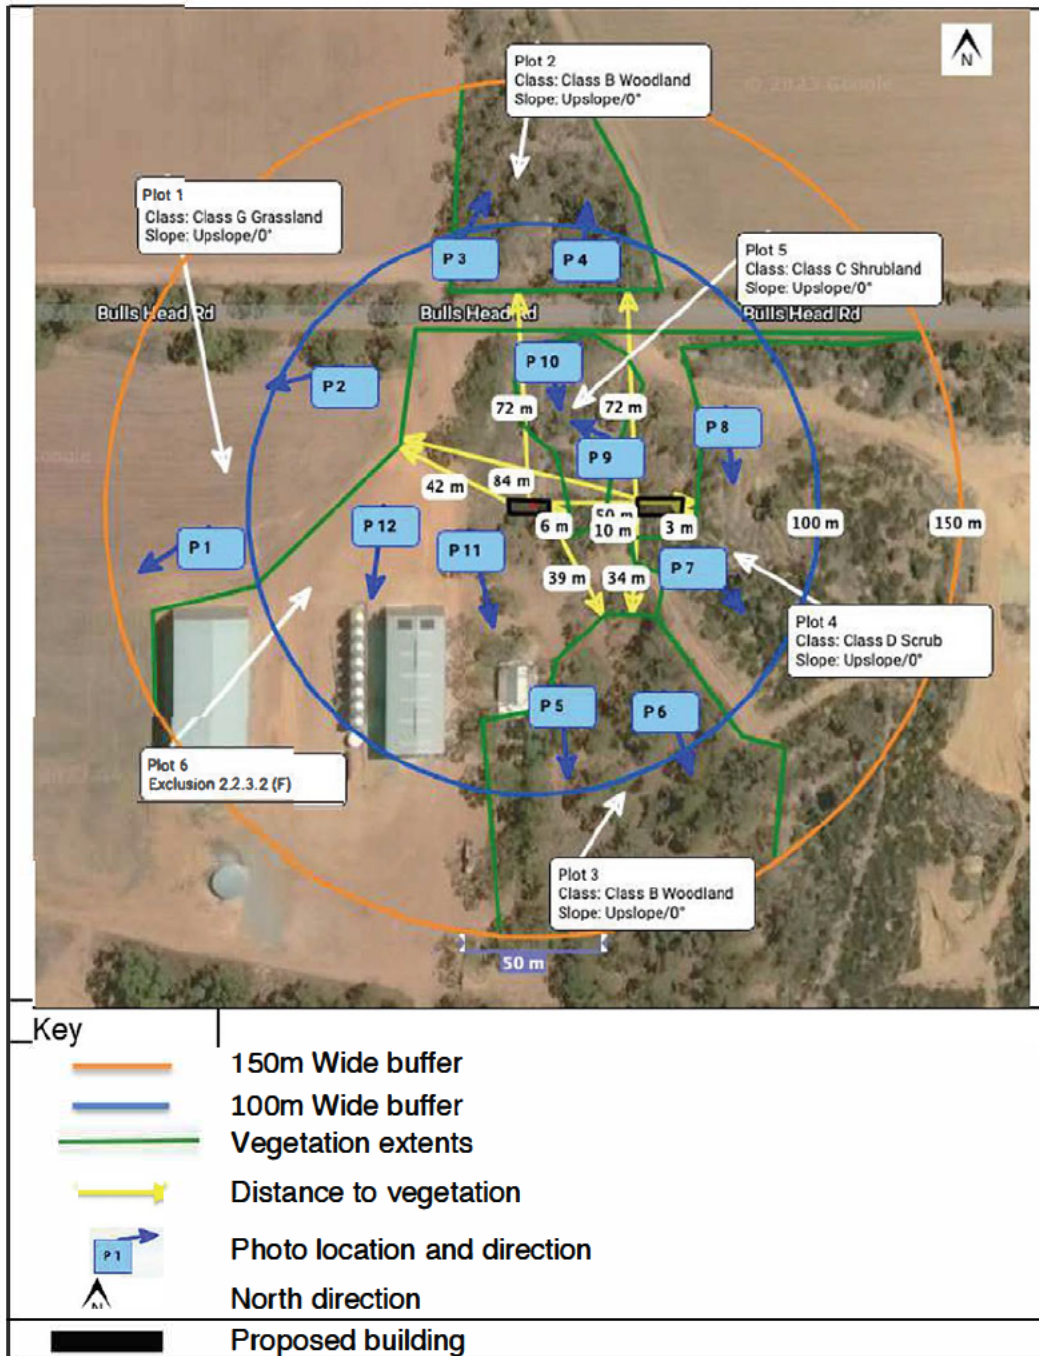 Plot 2
Class: Class B Woodland
Slope: Upslope/0°
N
© 2023 Google
Plot 1
Class: Class G Grassland
Slope: Upslope/0°
P 3
P 4
Plot 5
Class: Class C Shrubland
Slope: Upslope/0°
Bulls Head Rd
Bulls Head Rd
Bulls Head Rd
P 10
P 2
72 m
72 m
P 8
Google
P 9
84 m
42 m
50 m
6 m
10 m
3 m
100 m
150 m
P 12
P 1
P 11
39 m
34 m
P 7
Plot 4
Class: Class D Scrub
Slope: Upslope/0°
P 5
P 6
Plot 6
Exclusion 2.2.3.2 (F)
Plot 3
Class: Class B Woodland
Slope: Upslope/0°
50 m
Key
150m Wide buffer
100m Wide buffer
Vegetation extents
Distance to vegetation
P 1
Photo location and direction
N
North direction
Proposed building